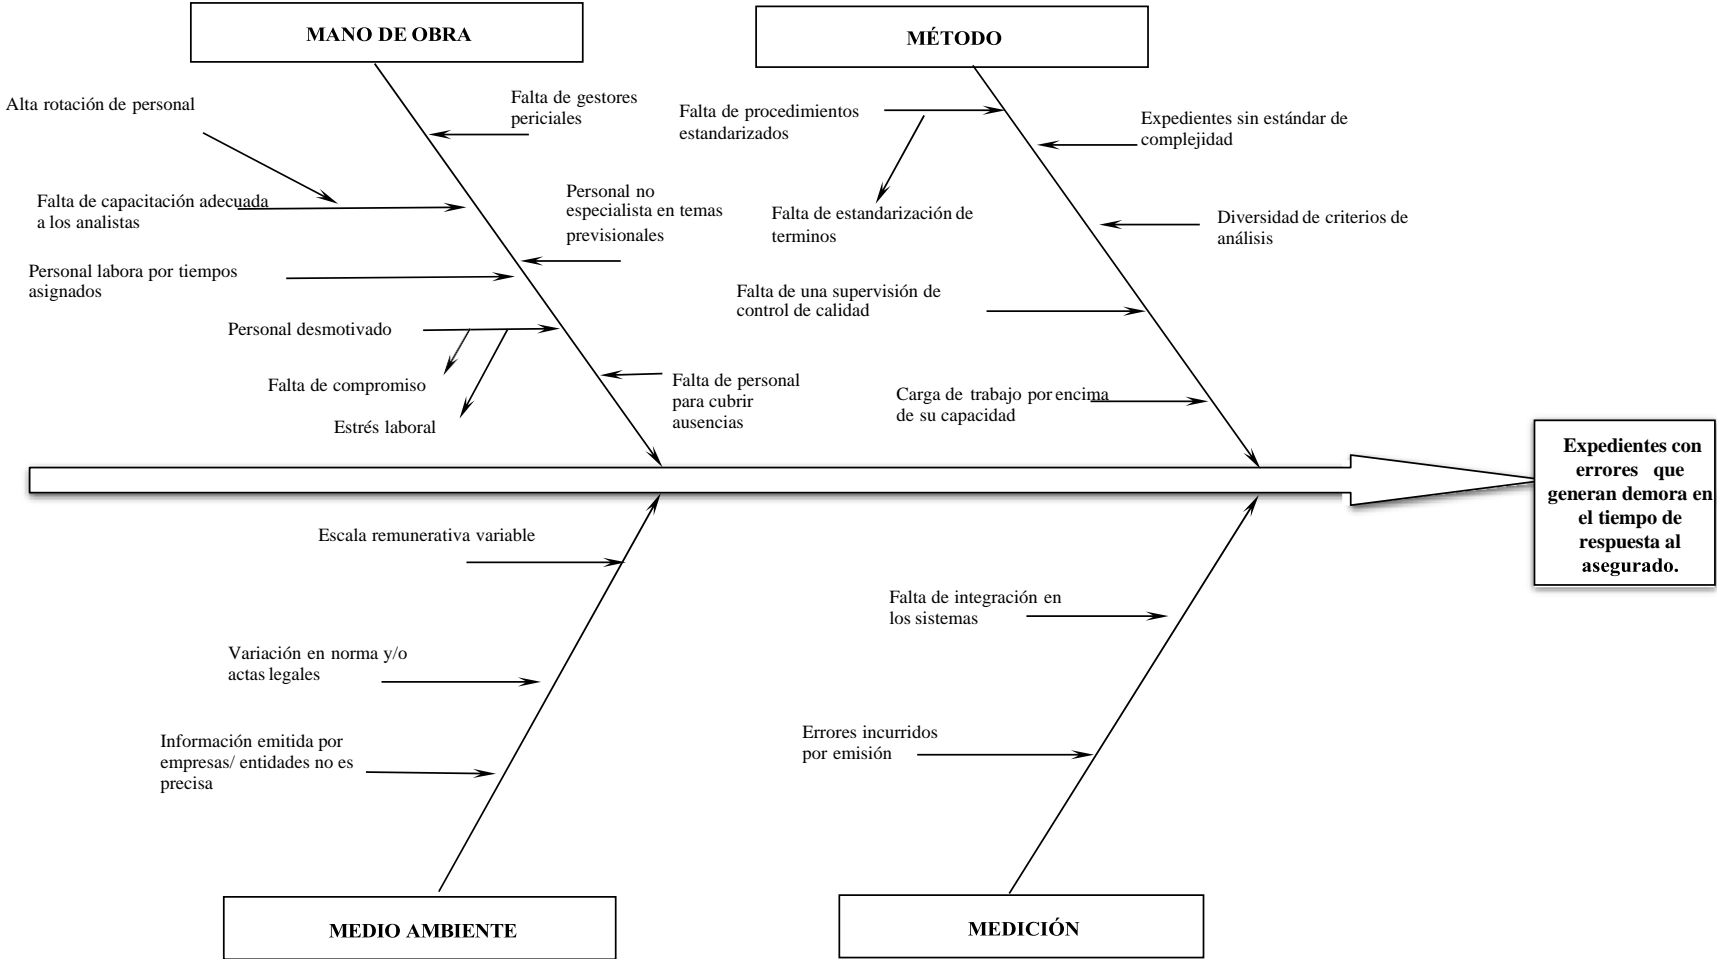 MANO DE OBRA
MÉTODO
Alta rotación de personal
Falta de gestores
periciales
Falta de capacitación adecuada
a los analistas
Personal no
especialista en temas
previsionales
Personal labora por tiempos
asignados
Personal desmotivado
Falta de compromiso
Estrés laboral
Falta de personal
para cubrir
ausencias
Falta de procedimientos
estandarizados
Expedientes sin estándar de
complejidad
Falta de estandarización de
terminos
Diversidad de criterios de
análisis
Falta de una supervisión de
control de calidad
Carga de trabajo por encima
de su capacidad
Expedientes con
errores que
generan demora en
el tiempo de
respuesta al
asegurado.
Escala remunerativa variable
Variación en norma y/o
actas legales
Información emitida por
empresas/ entidades no es
precisa
Falta de integración en
los sistemas
Errores incurridos
por emisión
MEDIO AMBIENTE
MEDICIÓN